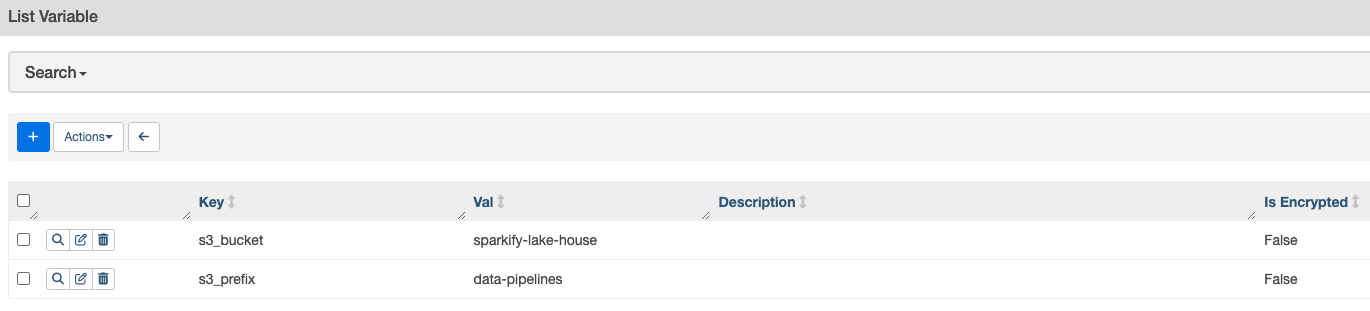 List Variable
Search
+ Actions
Key Val Description Is Encrypted
s3_bucket sparkify-lake-house False
s3_prefix data-pipelines False